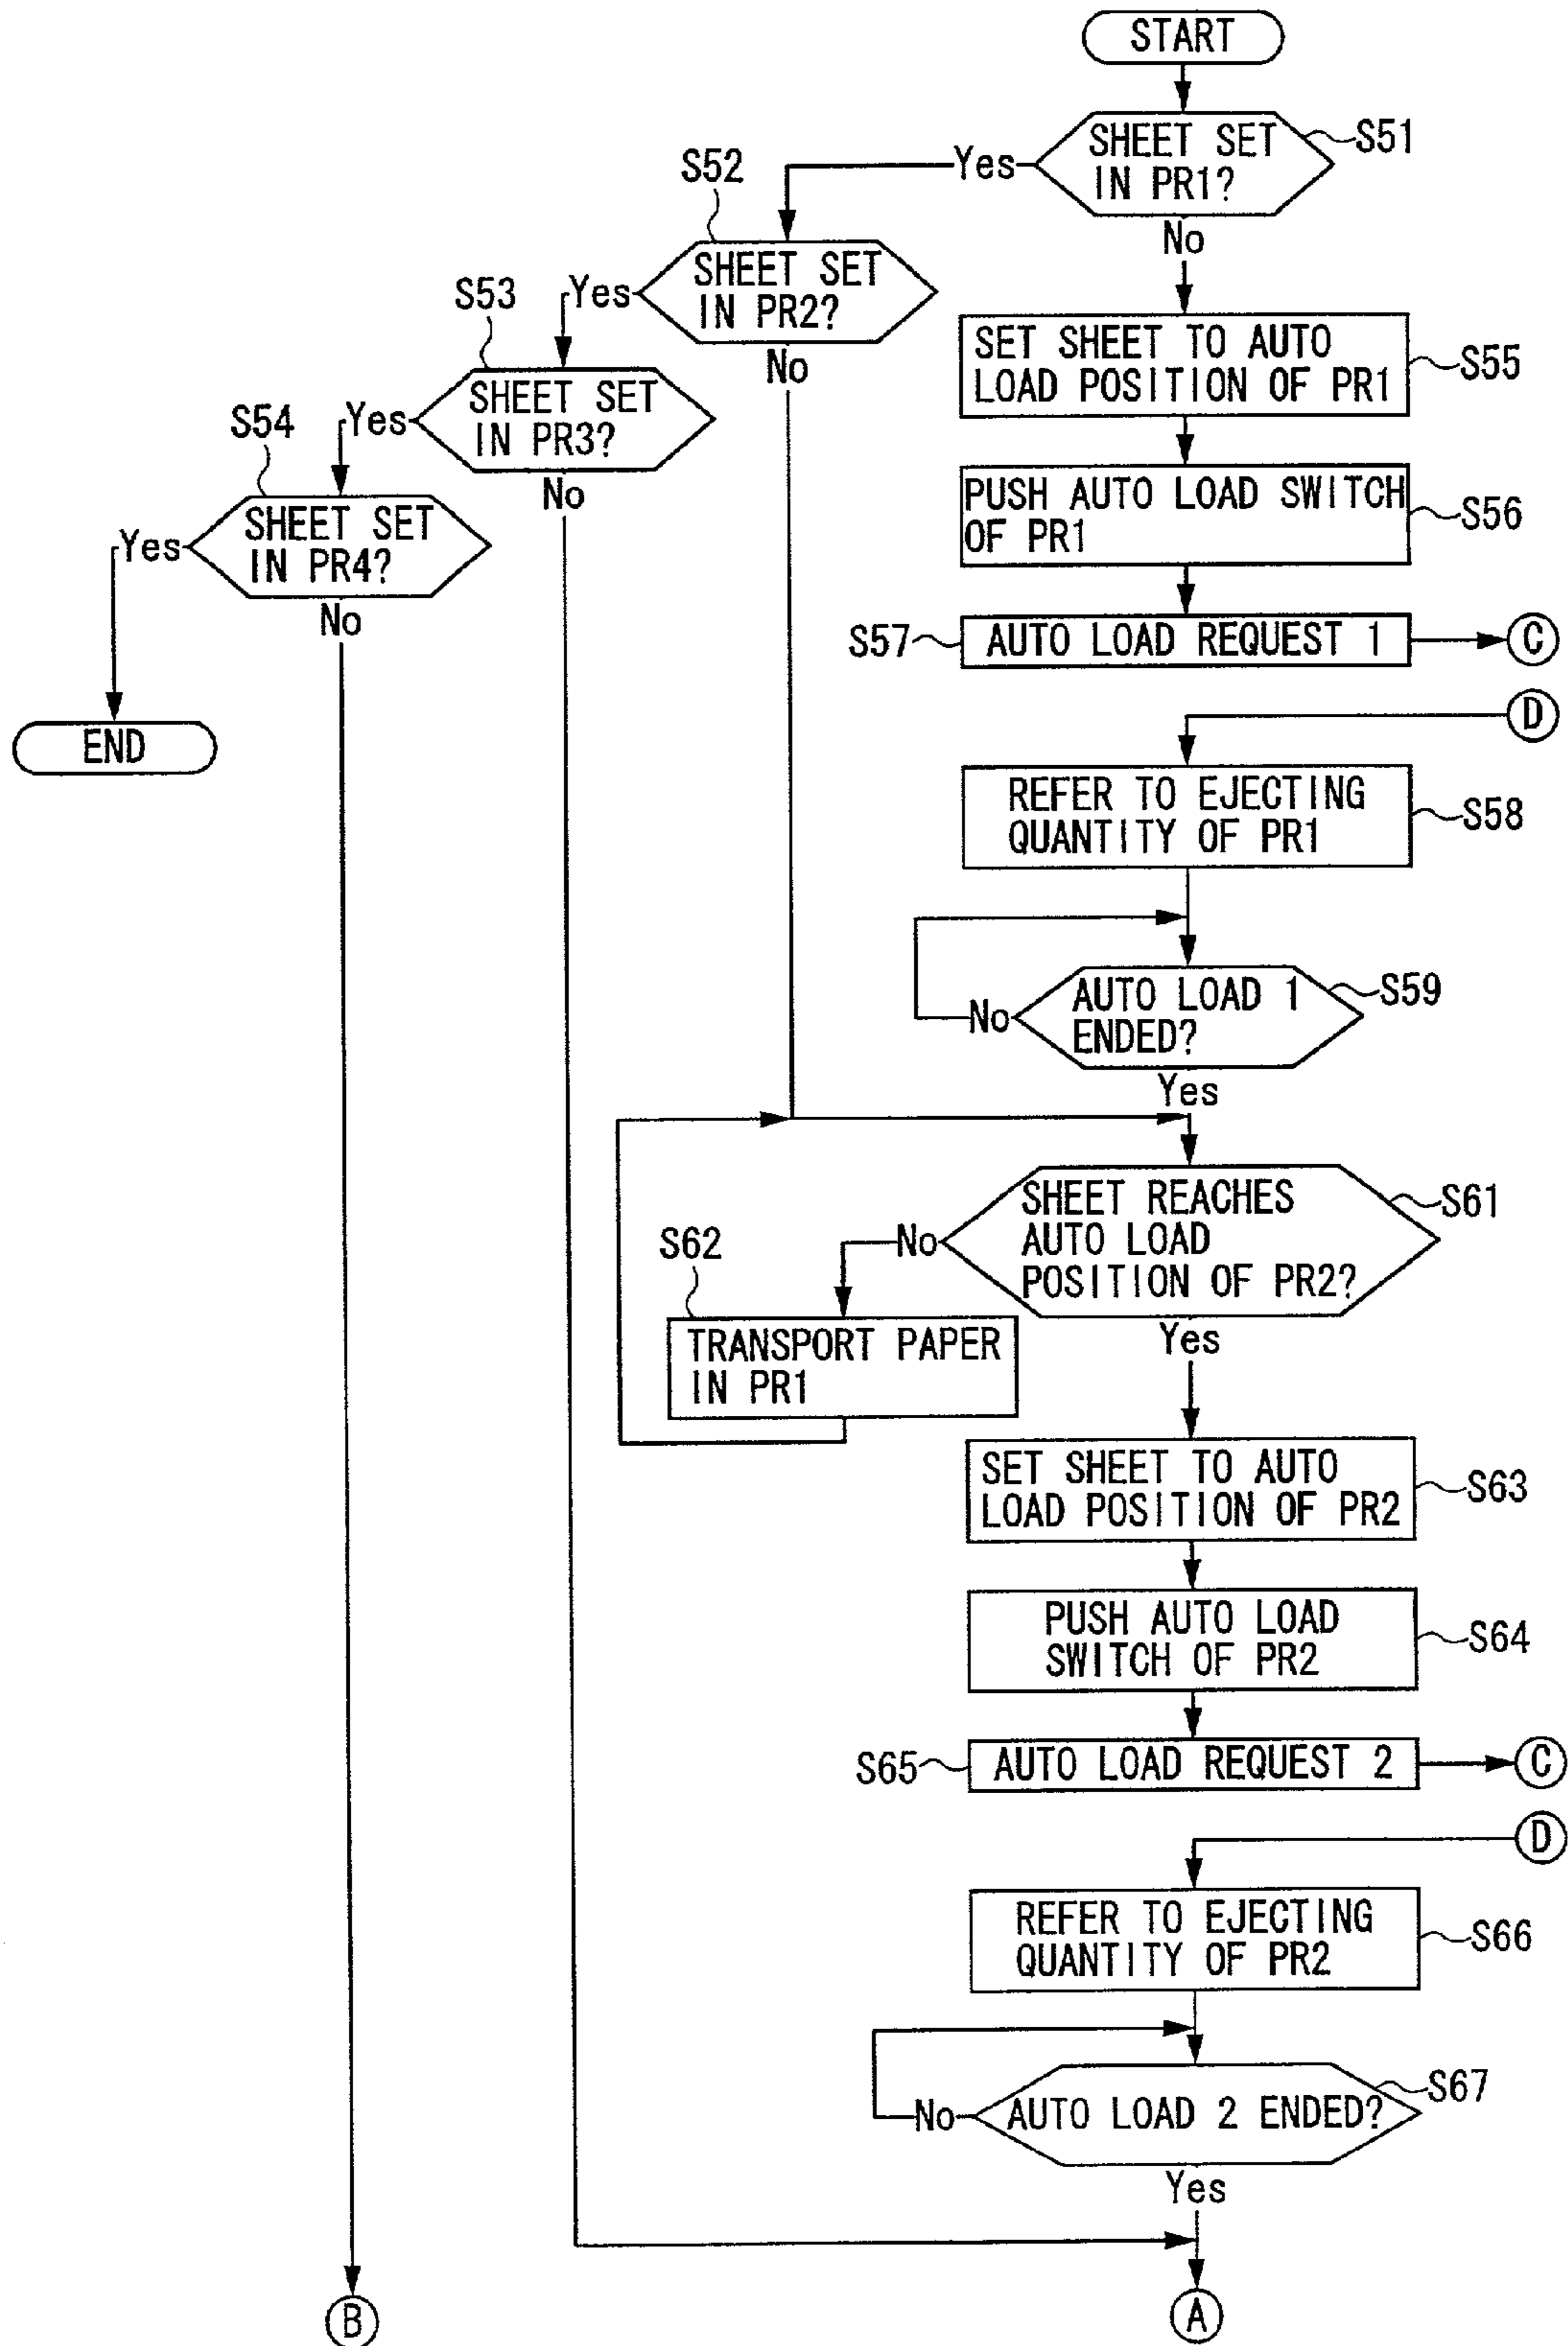 START
SHEET SET
IN PR1?
S51
Yes
No
S52
SHEET SET
IN PR2?
Yes
No
S53
SHEET SET
IN PR3?
Yes
No
S54
SHEET SET
IN PR4?
Yes
No
END
SET SHEET TO AUTO
LOAD POSITION OF PR1
S55
PUSH AUTO LOAD SWITCH
OF PR1
S56
S57
AUTO LOAD REQUEST 1
C
D
REFER TO EJECTING
QUANTITY OF PR1
S58
AUTO LOAD 1
ENDED?
S59
No
Yes
SHEET REACHES
AUTO LOAD
POSITION OF PR2?
S61
No
Yes
S62
TRANSPORT PAPER
IN PR1
SET SHEET TO AUTO
LOAD POSITION OF PR2
S63
PUSH AUTO LOAD
SWITCH OF PR2
S64
S65
AUTO LOAD REQUEST 2
C
D
REFER TO EJECTING
QUANTITY OF PR2
S66
S67
No
AUTO LOAD 2 ENDED?
Yes
B
A